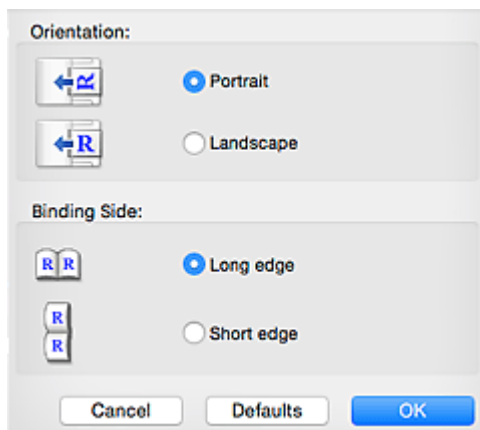 Orientation:
R
Portrait
R
Landscape
Binding Side:
R R
Long edge
R
R
Short edge
Cancel Defaults OK